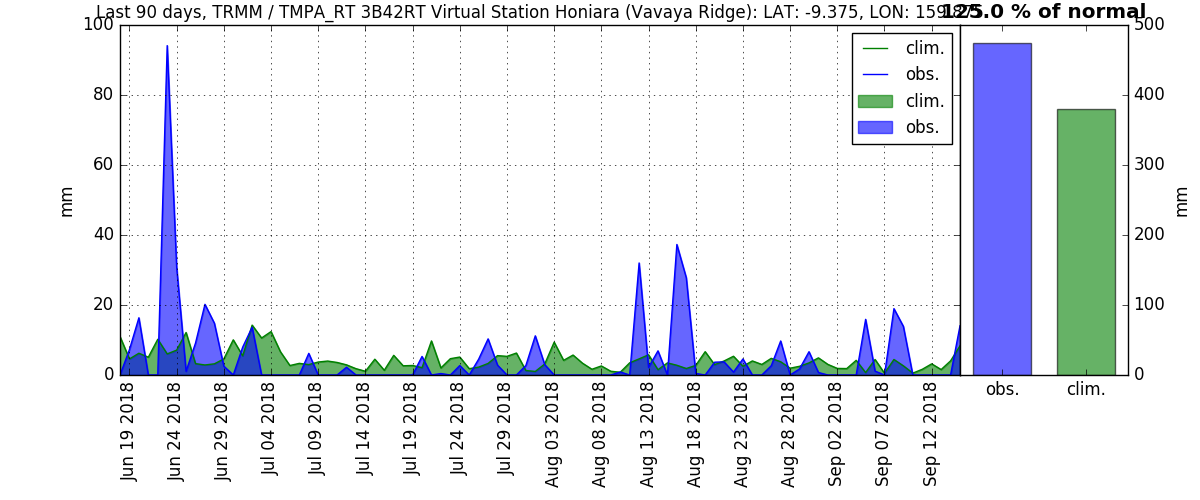 Last 90 days, TRMM / TMPA_RT 3B42RT Virtual Station Honiara (Vavaya Ridge): LAT: -9.375, LON:
125.0 % of normal
100
80
60
40
20
0
mm
clim.
obs.
clim.
obs.
500
400
300
200
100
0
mm
obs.
clim.
Jun 19 2018
Jun 24 2018
Jun 29 2018
Jul 04 2018
Jul 09 2018
Jul 14 2018
Jul 19 2018
Jul 24 2018
Jul 29 2018
Aug 03 2018
Aug 08 2018
Aug 13 2018
Aug 18 2018
Aug 23 2018
Aug 28 2018
Sep 02 2018
Sep 07 2018
Sep 12 2018